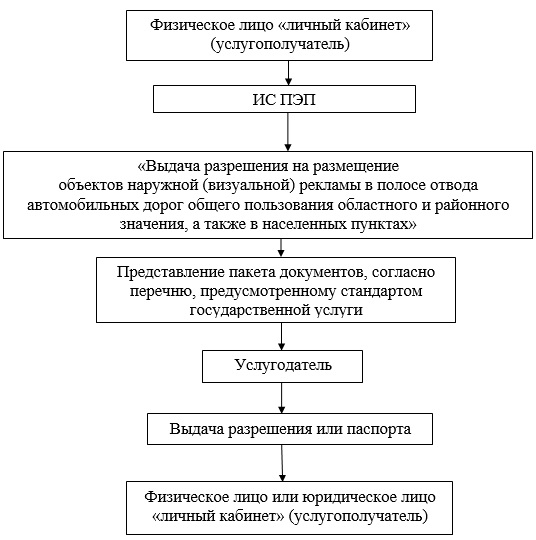 Физическое лицо «личный кабинет»
(услугополучатель)
ИС ПЭП
«Выдача разрешения на размещение
объектов наружной (визуальной) рекламы в полосе отвода
автомобильных дорог общего пользования областного и районного
значения, а также в населенных пунктах»
Представление пакета документов, согласно
перечню, предусмотренному стандартом
государственной услуги
Услугодатель
Выдача разрешения или паспорта
Физическое лицо или юридическое лицо
«личный кабинет» (услугополучатель)